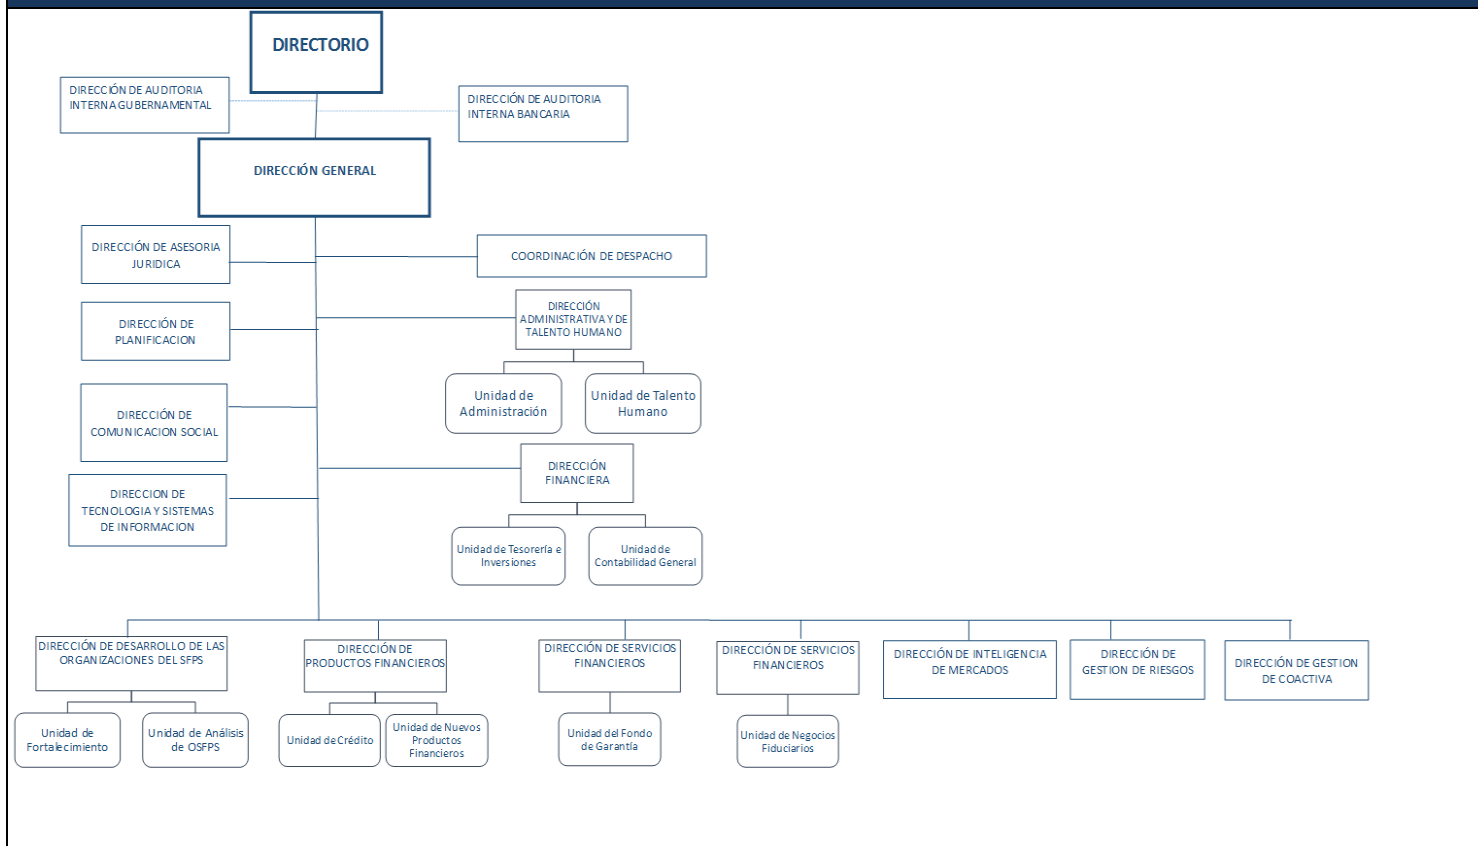 DIRECTORIO
DIRECCIÓN DE AUDITORIA
INTERNA GUBERNAMENTAL
DIRECCIÓN DE AUDITORIA
INTERNA BANCARIA
DIRECCIÓN GENERAL
DIRECCIÓN DE ASESORIA
JURIDICA
COORDINACIÓN DE DESPACHO
DIRECCIÓN DE
PLANIFICACION
DIRECCIÓN
ADMINISTRATIVA Y DE
TALENTO HUMANO
Unidad de
Administración
Unidad de Talento
Humano
DIRECCIÓN DE
COMUNICACION SOCIAL
DIRECCIÓN
FINANCIERA
DIRECCION DE
TECNOLOGIA Y SISTEMAS
DE INFORMACION
Unidad de Tesorería e
Inversiones
Unidad de
Contabilidad General
DIRECCIÓN DE DESARROLLO DE LAS
ORGANIZACIONES DEL SFPS
DIRECCIÓN DE
PRODUCTOS FINANCIEROS
DIRECCIÓN DE SERVICIOS
FINANCIEROS
DIRECCIÓN DE SERVICIOS
FINANCIEROS
DIRECCIÓN DE INTELIGENCIA
DE MERCADOS
DIRECCIÓN DE
GESTION DE RIESGOS
DIRECCIÓN DE GESTION
DE COACTIVA
Unidad de
Fortalecimiento
Unidad de Análisis
de OSFPS
Unidad de Crédito
Unidad de Nuevos
Productos
Financieros
Unidad del Fondo
de Garantía
Unidad de Negocios
Fiduciarios